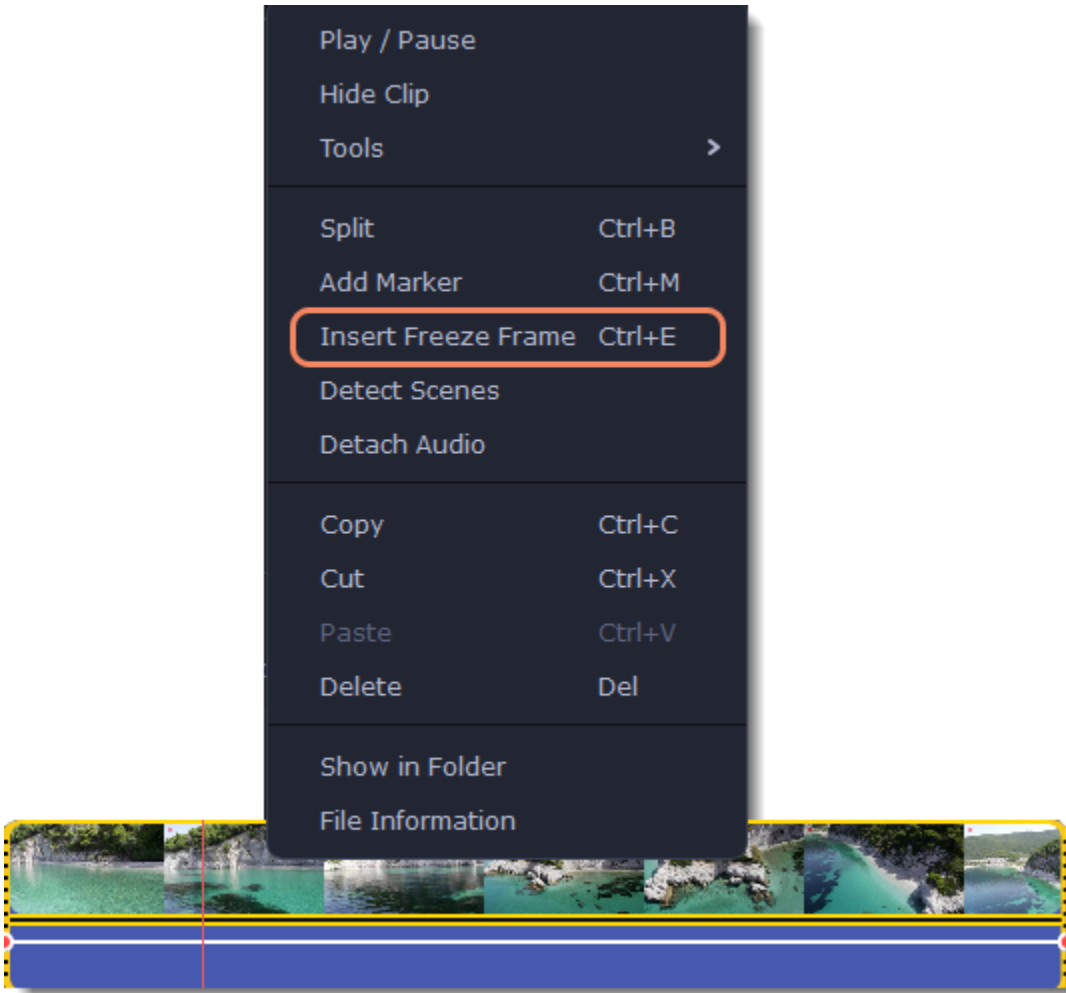 Play / Pause
Hide Clip
Tools
Split Ctrl+B
Add Marker Ctrl+M
Insert Freeze Frame Ctrl+E
Detect Scenes
Detach Audio
Copy Ctrl+C
Cut Ctrl+X
Paste Ctrl+V
Delete Del
Show in Folder
File Information